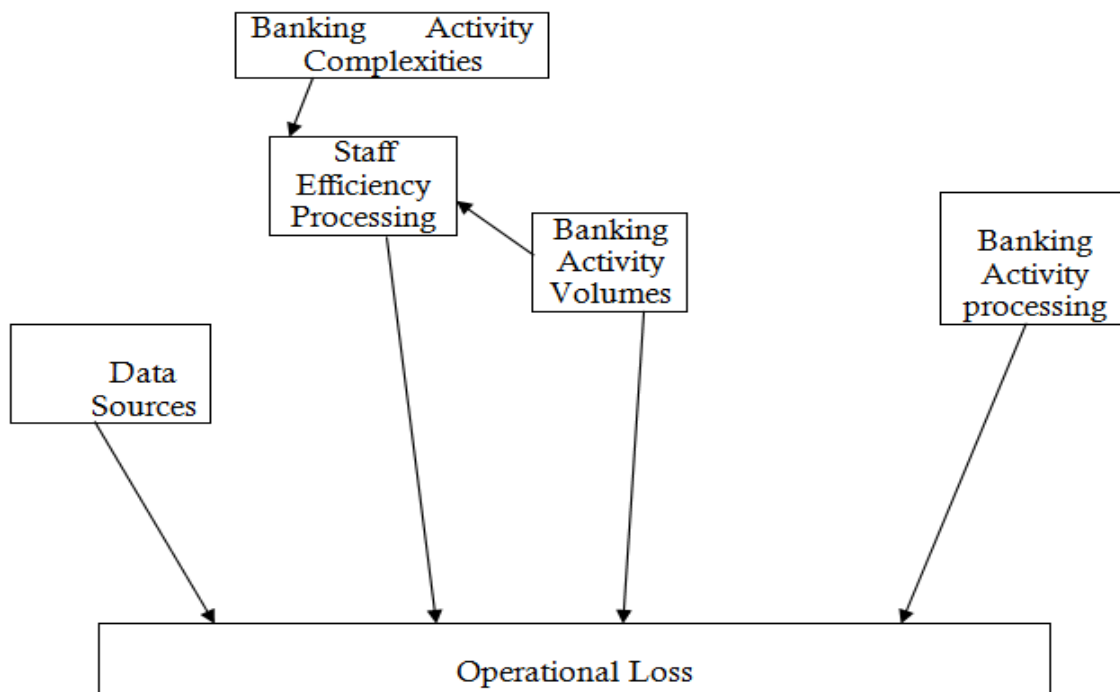 Banking Activity
Complexities
Staff
Efficiency
Processing
Banking
Activity
Volumes
Banking
Activity
processing
Data
Sources
Operational Loss